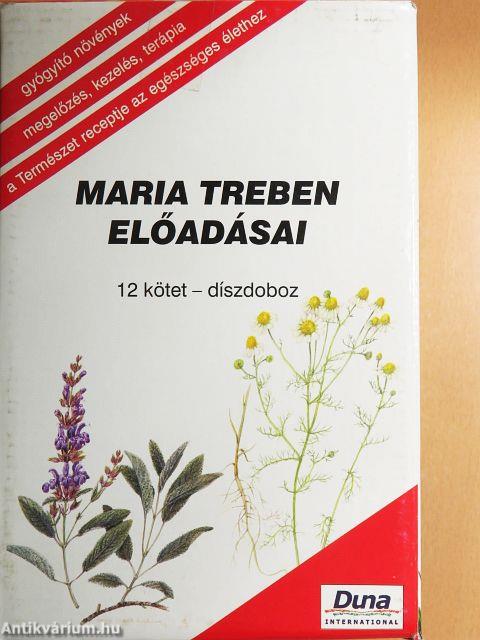 gyógyító növények
megelőzés, kezelés, terápia
a Természet receptje az egészséges élethez
MARIA TREBEN
ELŐADÁSAI
12 kötet – díszdoboz
Duna
INTERNATIONAL
Antikvárium.hu